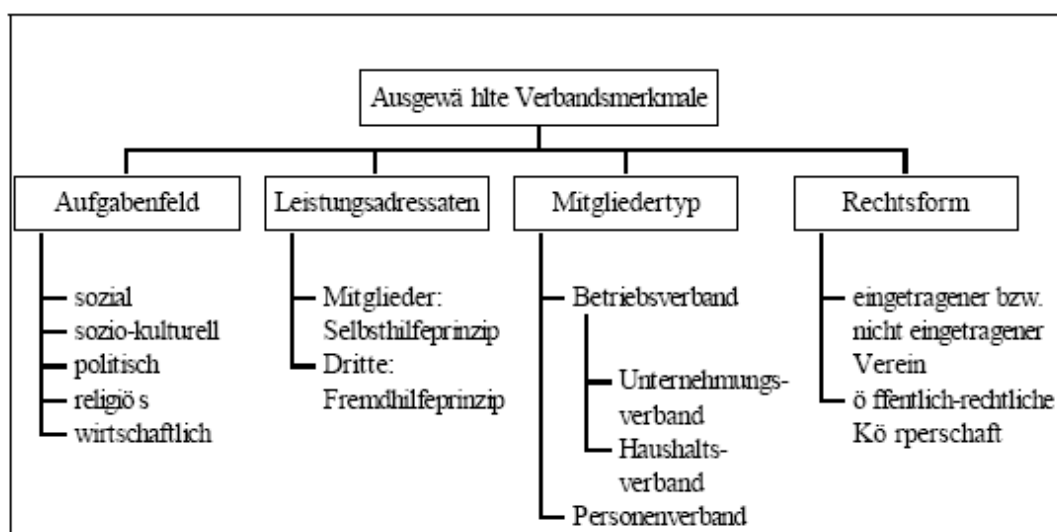 Ausgewä hlte Verbandsmerkmale
Aufgabenfeld
sozial
sozio-kulturell
politisch
religiö s
wirtschaftlich
Leistungsadressaten
Mitglieder:
Selbsthilfeprinzip
Dritte:
Fremdhilfeprinzip
Mitgliedertyp
Betriebsverband
Unternehmungs-
verband
Haushalts-
verband
Personenverband
Rechtsform
eingetragener bzw.
nicht eingetragener
Verein
ö ffentlich-rechtliche
Kö rperschaft